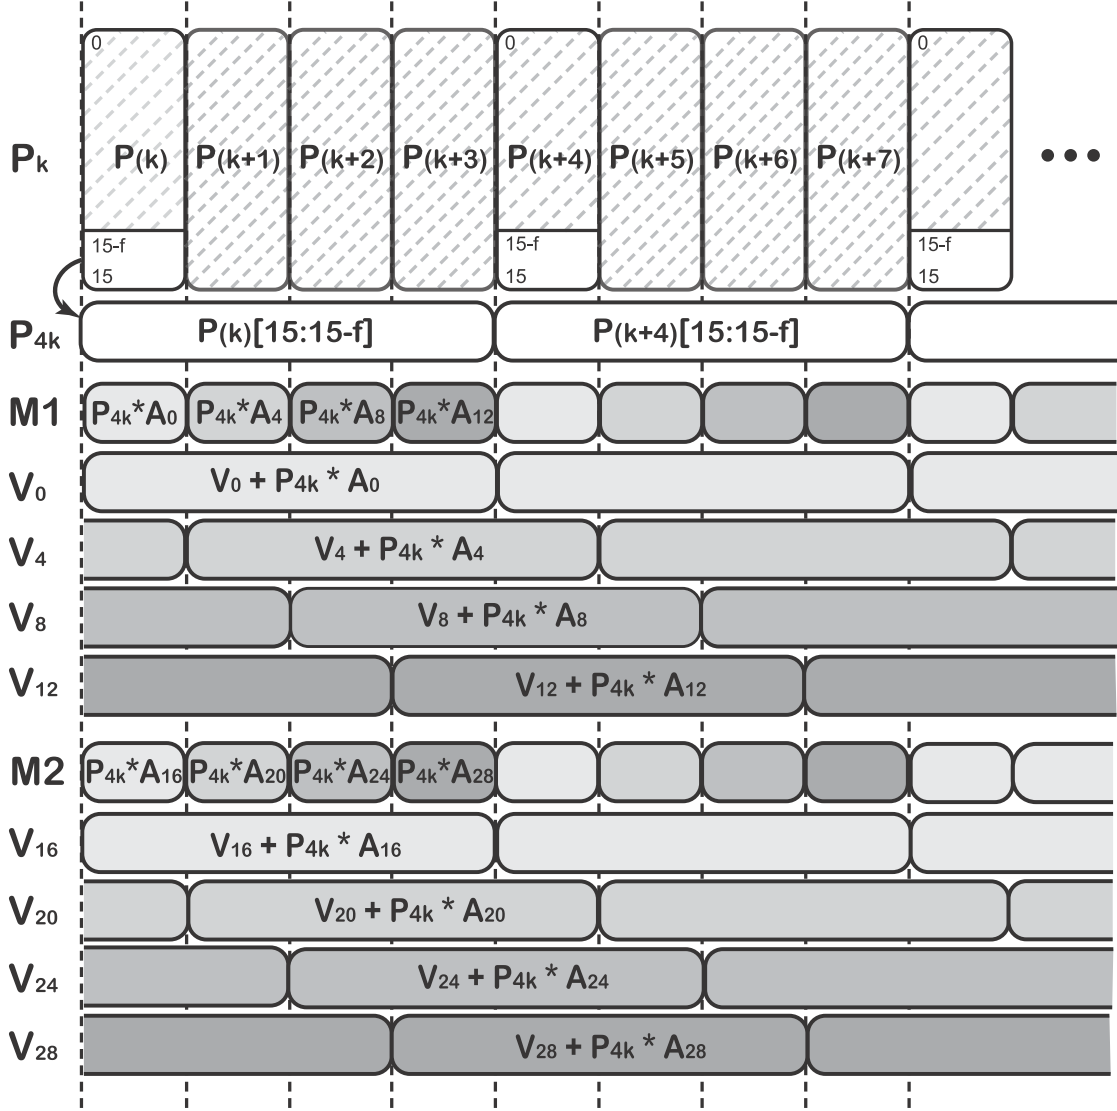 0 0 0
Pk P(k) P(k+1) P(k+2) P(k+3) P(k+4) P(k+5) P(k+6) P(k+7) •••
15-f 15-f 15-f
15 15 15
P4k P(k)[15:15-f] P(k+4)[15:15-f]
M1 P4k*A0 P4k*A4 P4k*A8 P4k*A12
V0 V0 + P4k * A0
V4 V4 + P4k * A4
V8 V8 + P4k * A8
V12 V12 + P4k * A12
M2 P4k*A16 P4k*A20 P4k*A24 P4k*A28
V16 V16 + P4k * A16
V20 V20 + P4k * A20
V24 V24 + P4k * A24
V28 V28 + P4k * A28